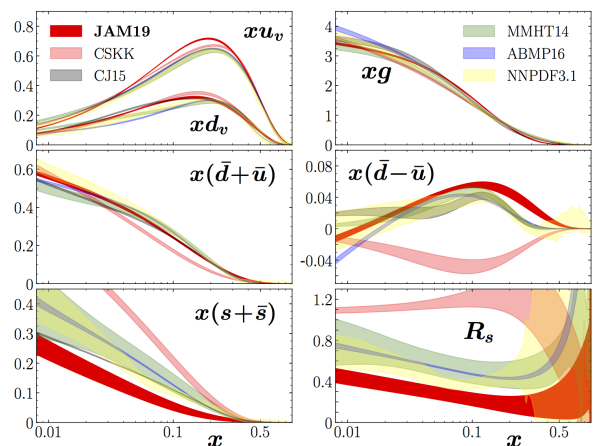 JAM19
CSKK
CJ15
xu_v
xd_v
0.8
0.6
0.4
0.2
0
MMHT14
ABMP16
NNPDF3.1
xg
4
3
2
1
0
x(d̄+ū)
0.6
0.4
0.2
0
x(d̄−ū)
0.04
0
-0.04
x(s+s̄)
0.4
0.3
0.2
0.1
0
0.01
0.1
0.5
x
R_s
1.2
0.8
0.4
0
0.01
0.1
0.5
x